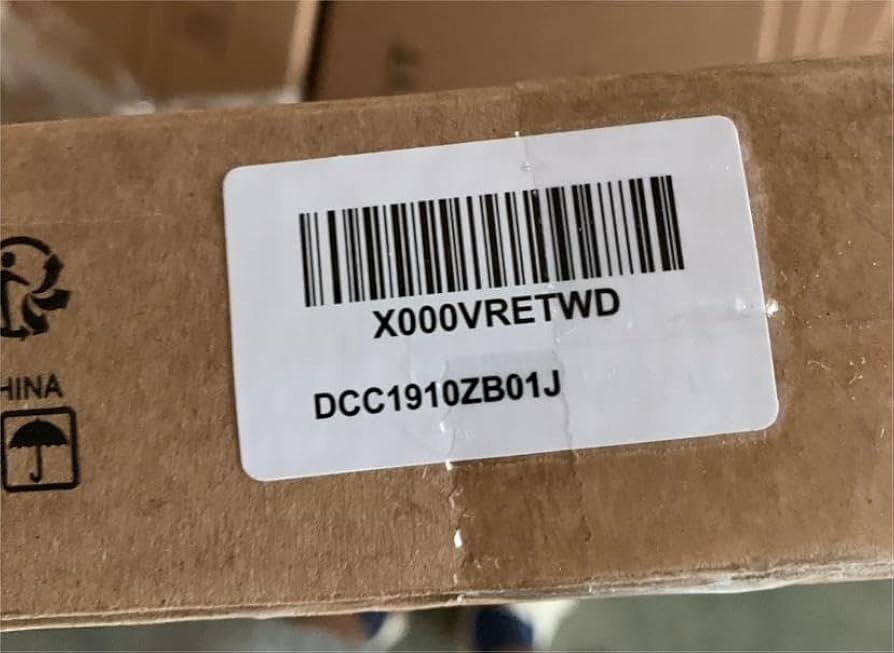 X000VRETWD
DCC1910ZB01J
HINA